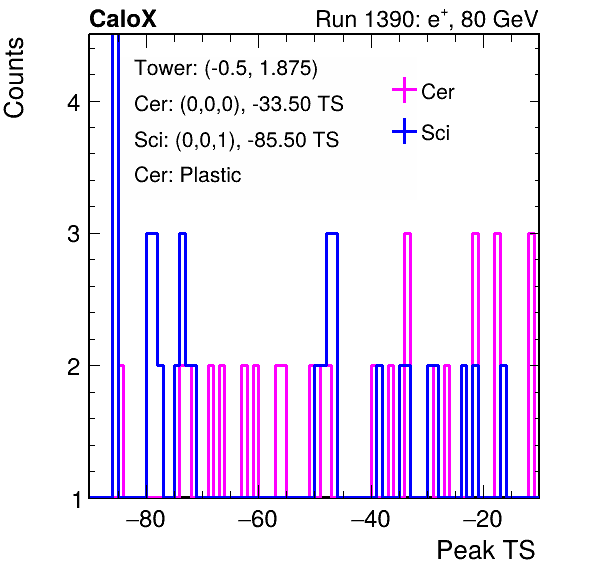 CaloX
Run 1390: e+, 80 GeV
Counts
Tower: (-0.5, 1.875)
Cer: (0,0,0), -33.50 TS
Sci: (0,0,1), -85.50 TS
Cer: Plastic
Cer
Sci
4
3
2
1
−80
−60
−40
−20
Peak TS